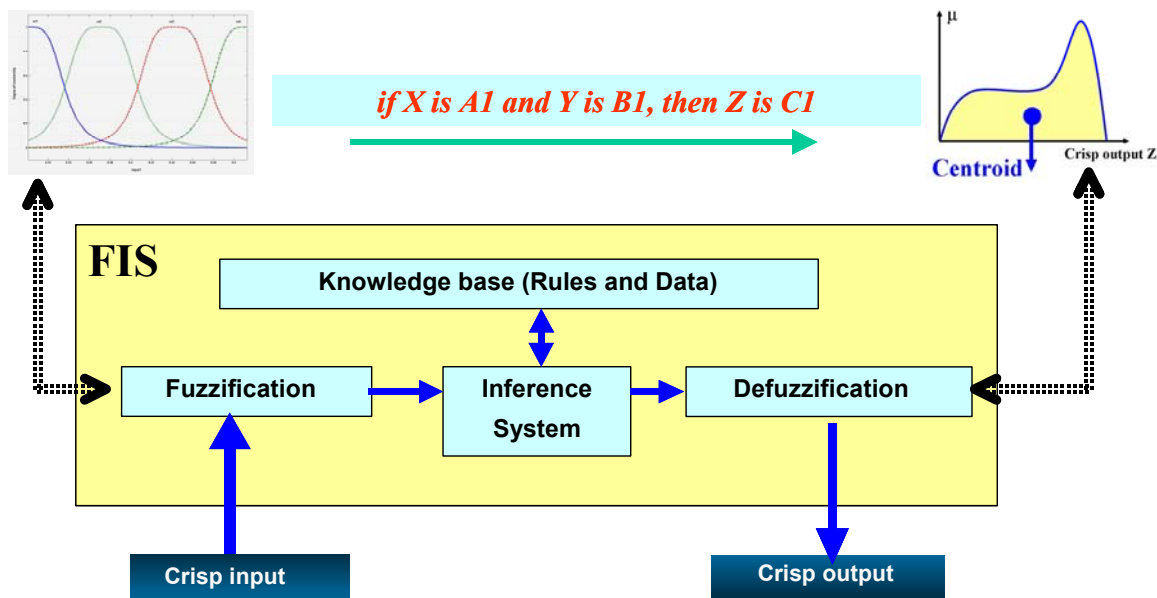 if X is A1 and Y is B1, then Z is C1
μ
Crisp output Z
Centroid
FIS
Knowledge base (Rules and Data)
Fuzzification
Inference
System
Defuzzification
Crisp input
Crisp output